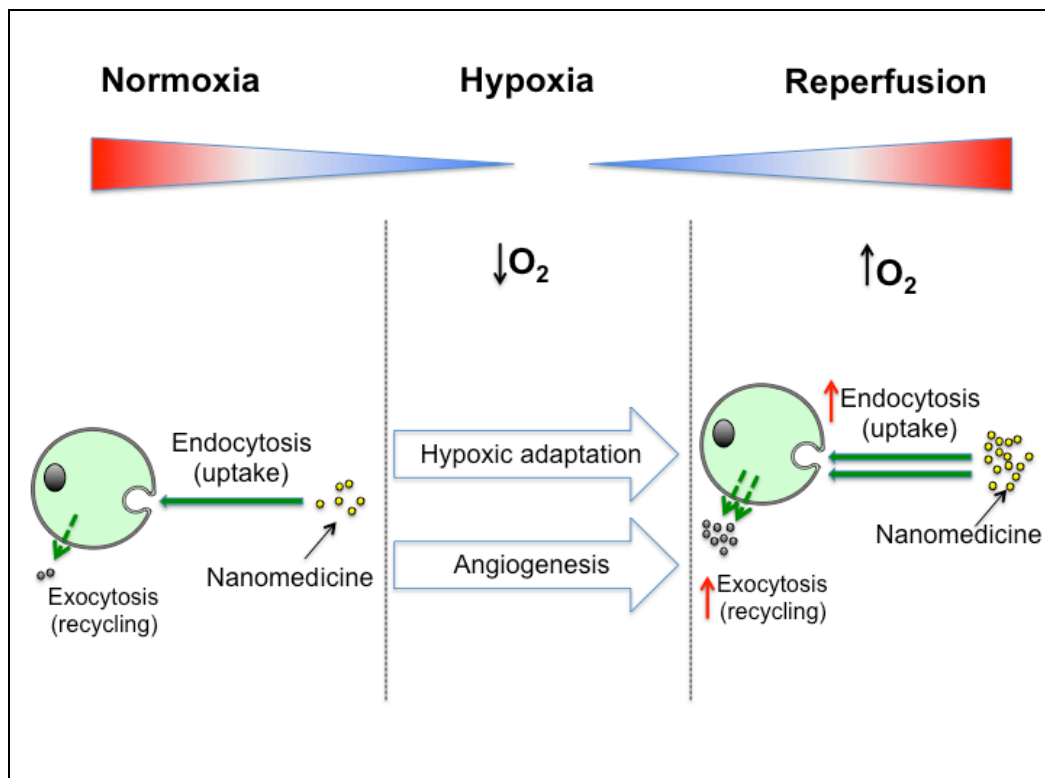 Normoxia
Hypoxia
Reperfusion
↓O₂
↑O₂
Endocytosis
(uptake)
Nanomedicine
Exocytosis
(recycling)
Hypoxic adaptation
Angiogenesis
Endocytosis
(uptake)
Nanomedicine
Exocytosis
(recycling)